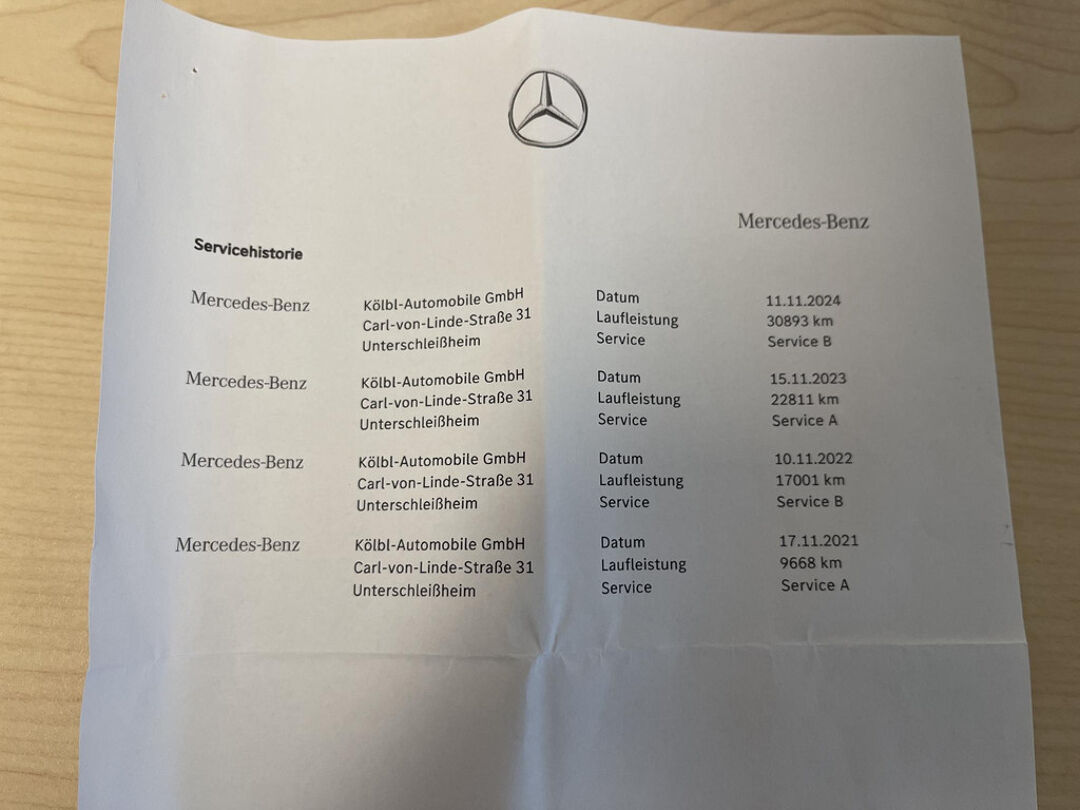 Mercedes-Benz
Servicehistorie
Mercedes-Benz Kölbl-Automobile GmbH Datum 11.11.2024
Carl-von-Linde-Straße 31 Laufleistung 30893 km
Unterschleißheim Service Service B
Mercedes-Benz Kölbl-Automobile GmbH Datum 15.11.2023
Carl-von-Linde-Straße 31 Laufleistung 22811 km
Unterschleißheim Service Service A
Mercedes-Benz Kölbl-Automobile GmbH Datum 10.11.2022
Carl-von-Linde-Straße 31 Laufleistung 17001 km
Unterschleißheim Service Service B
Mercedes-Benz Kölbl-Automobile GmbH Datum 17.11.2021
Carl-von-Linde-Straße 31 Laufleistung 9668 km
Unterschleißheim Service Service A